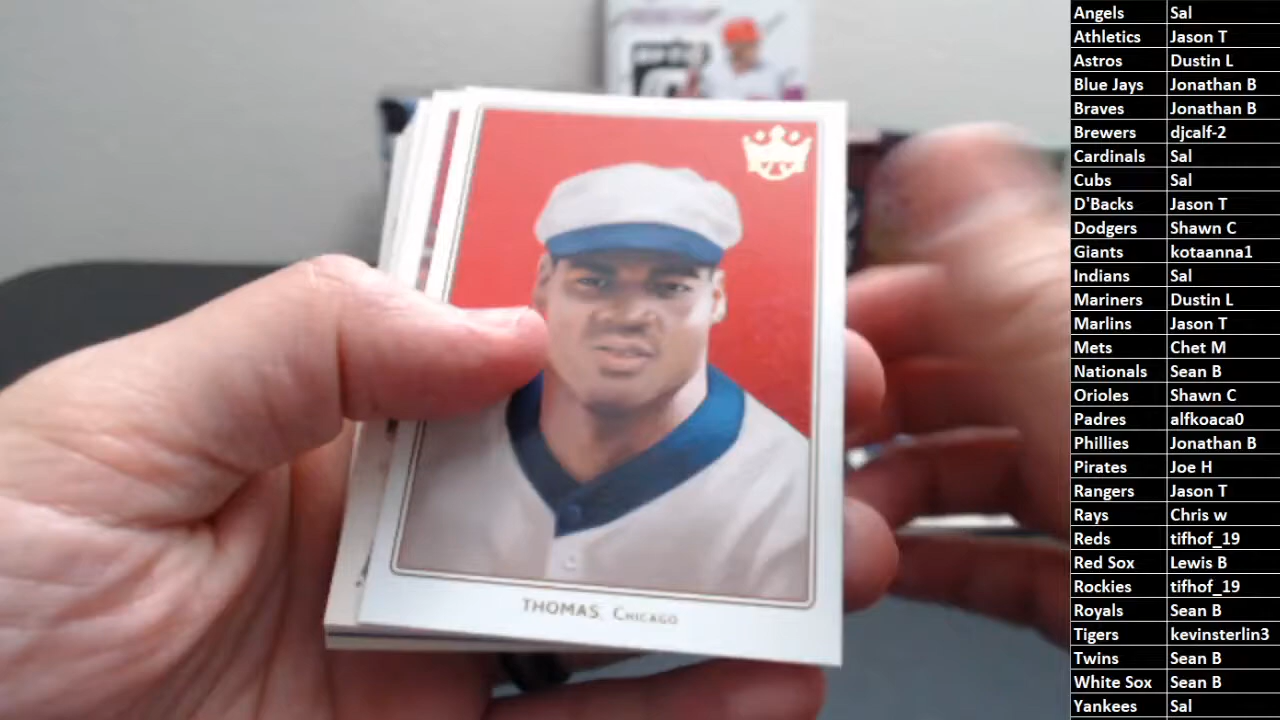 THOMAS, CHICAGO
Angels Sal
Athletics Jason T
Astros Dustin L
Blue Jays Jonathan B
Braves Jonathan B
Brewers djcalf-2
Cardinals Sal
Cubs Sal
D'Backs Jason T
Dodgers Shawn C
Giants kotaanna1
Indians Sal
Mariners Dustin L
Marlins Jason T
Mets Chet M
Nationals Sean B
Orioles Shawn C
Padres alfkoaca0
Phillies Jonathan B
Pirates Joe H
Rangers Jason T
Rays Chris w
Reds tifhof_19
Red Sox Lewis B
Rockies tifhof_19
Royals Sean B
Tigers kevinsterlin3
Twins Sean B
White Sox Sean B
Yankees Sal